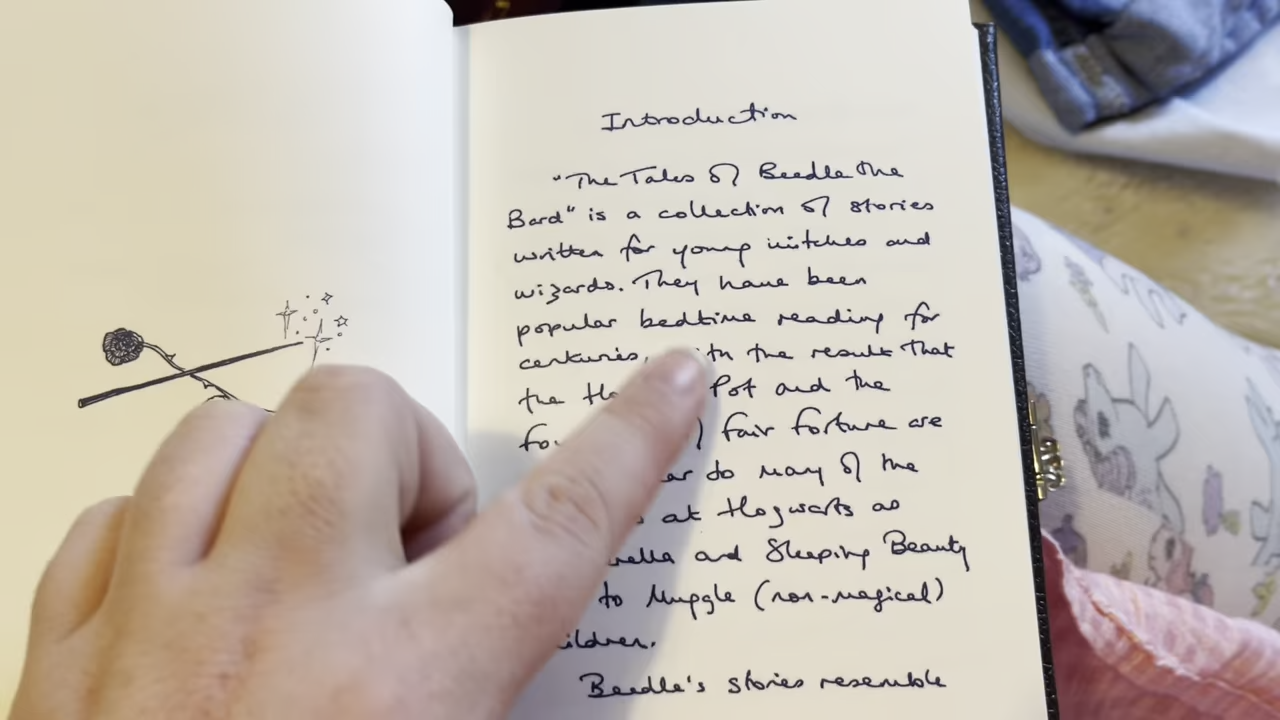 Introduction
"The Tales of Beedle the
Bard" is a collection of stories
written for young witches and
wizards. They have been
popular bedtime reading for
centuries, with the result that
the Pot and the
fair fortune are
to many of the
at Hogwarts as
and Sleeping Beauty
to Muggle (non-magical)
children.
Beedle's stories resemble